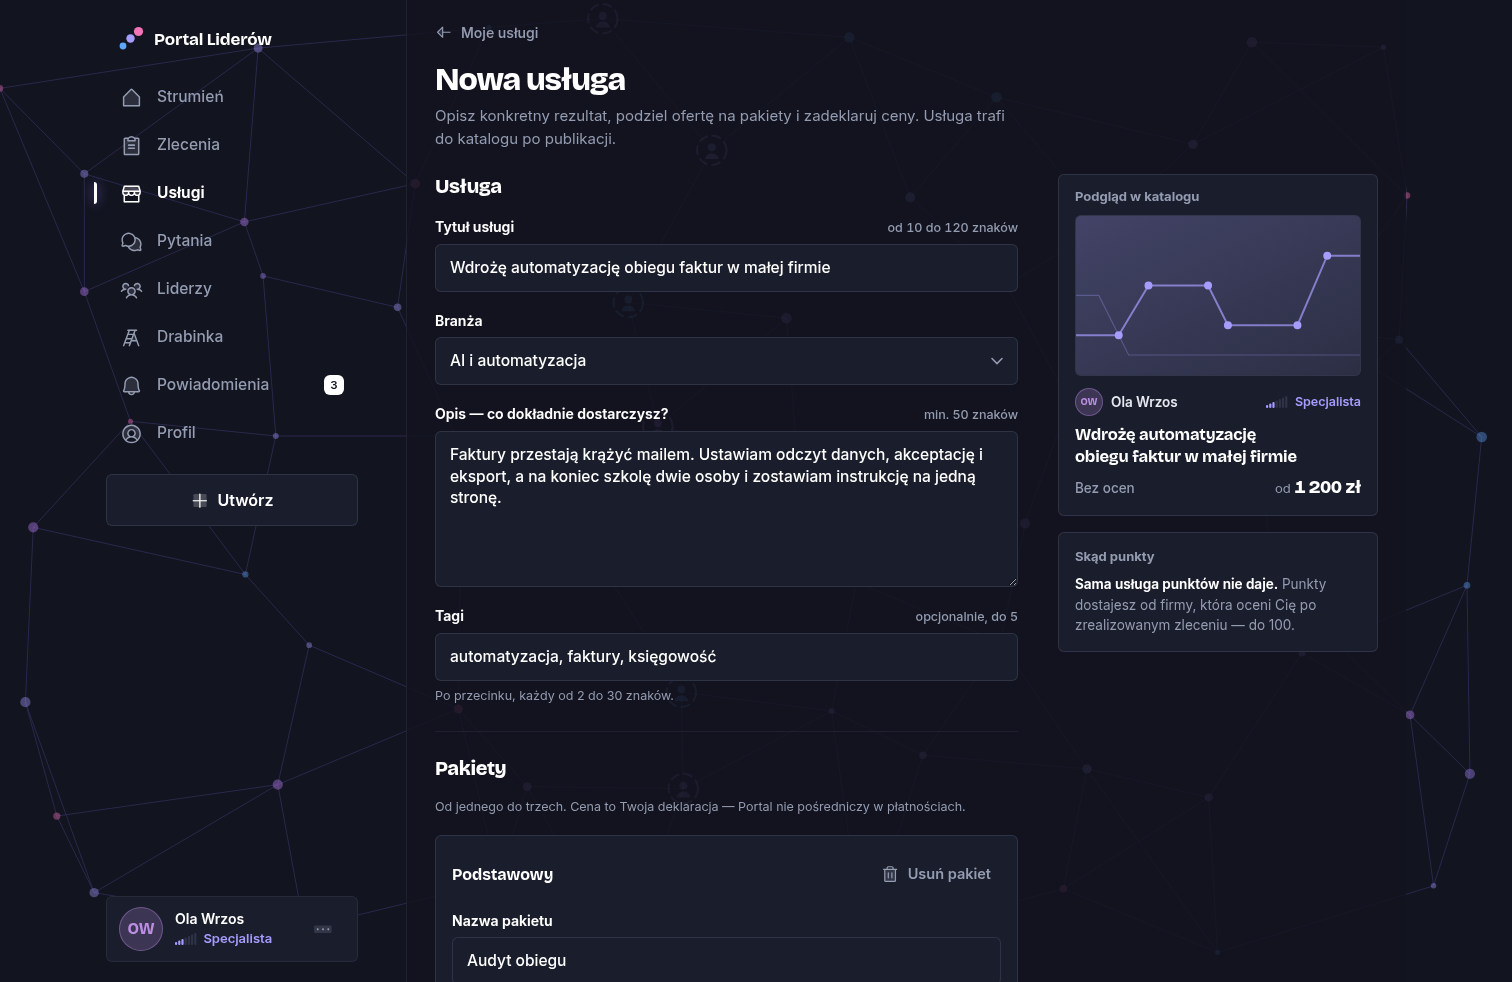 Portal Liderów
Strumień
Zlecenia
Usługi
Pytania
Liderzy
Drabinka
Powiadomienia 3
Profil
Utwórz
OW Ola Wrzos
Specjalista
Moje usługi
Nowa usługa
Opisz konkretny rezultat, podziel ofertę na pakiety i zadeklaruj ceny. Usługa trafi
do katalogu po publikacji.
Usługa
Tytuł usługi od 10 do 120 znaków
Wdrożę automatyzację obiegu faktur w małej firmie
Branża
AI i automatyzacja
Opis — co dokładnie dostarczysz? min. 50 znaków
Faktury przestają krążyć mailem. Ustawiam odczyt danych, akceptację i
eksport, a na koniec szkolę dwie osoby i zostawiam instrukcję na jedną
stronę.
Tagi opcjonalnie, do 5
automatyzacja, faktury, księgowość
Po przecinku, każdy od 2 do 30 znaków.
Pakiety
Od jednego do trzech. Cena to Twoja deklaracja — Portal nie pośredniczy w płatnościach.
Podstawowy Usuń pakiet
Nazwa pakietu
Audyt obiegu
Podgląd w katalogu
OW Ola Wrzos Specjalista
Wdrożę automatyzację
obiegu faktur w małej firmie
Bez ocen od 1 200 zł
Skąd punkty
Sama usługa punktów nie daje. Punkty
dostajesz od firmy, która oceni Cię po
zrealizowanym zleceniu — do 100.